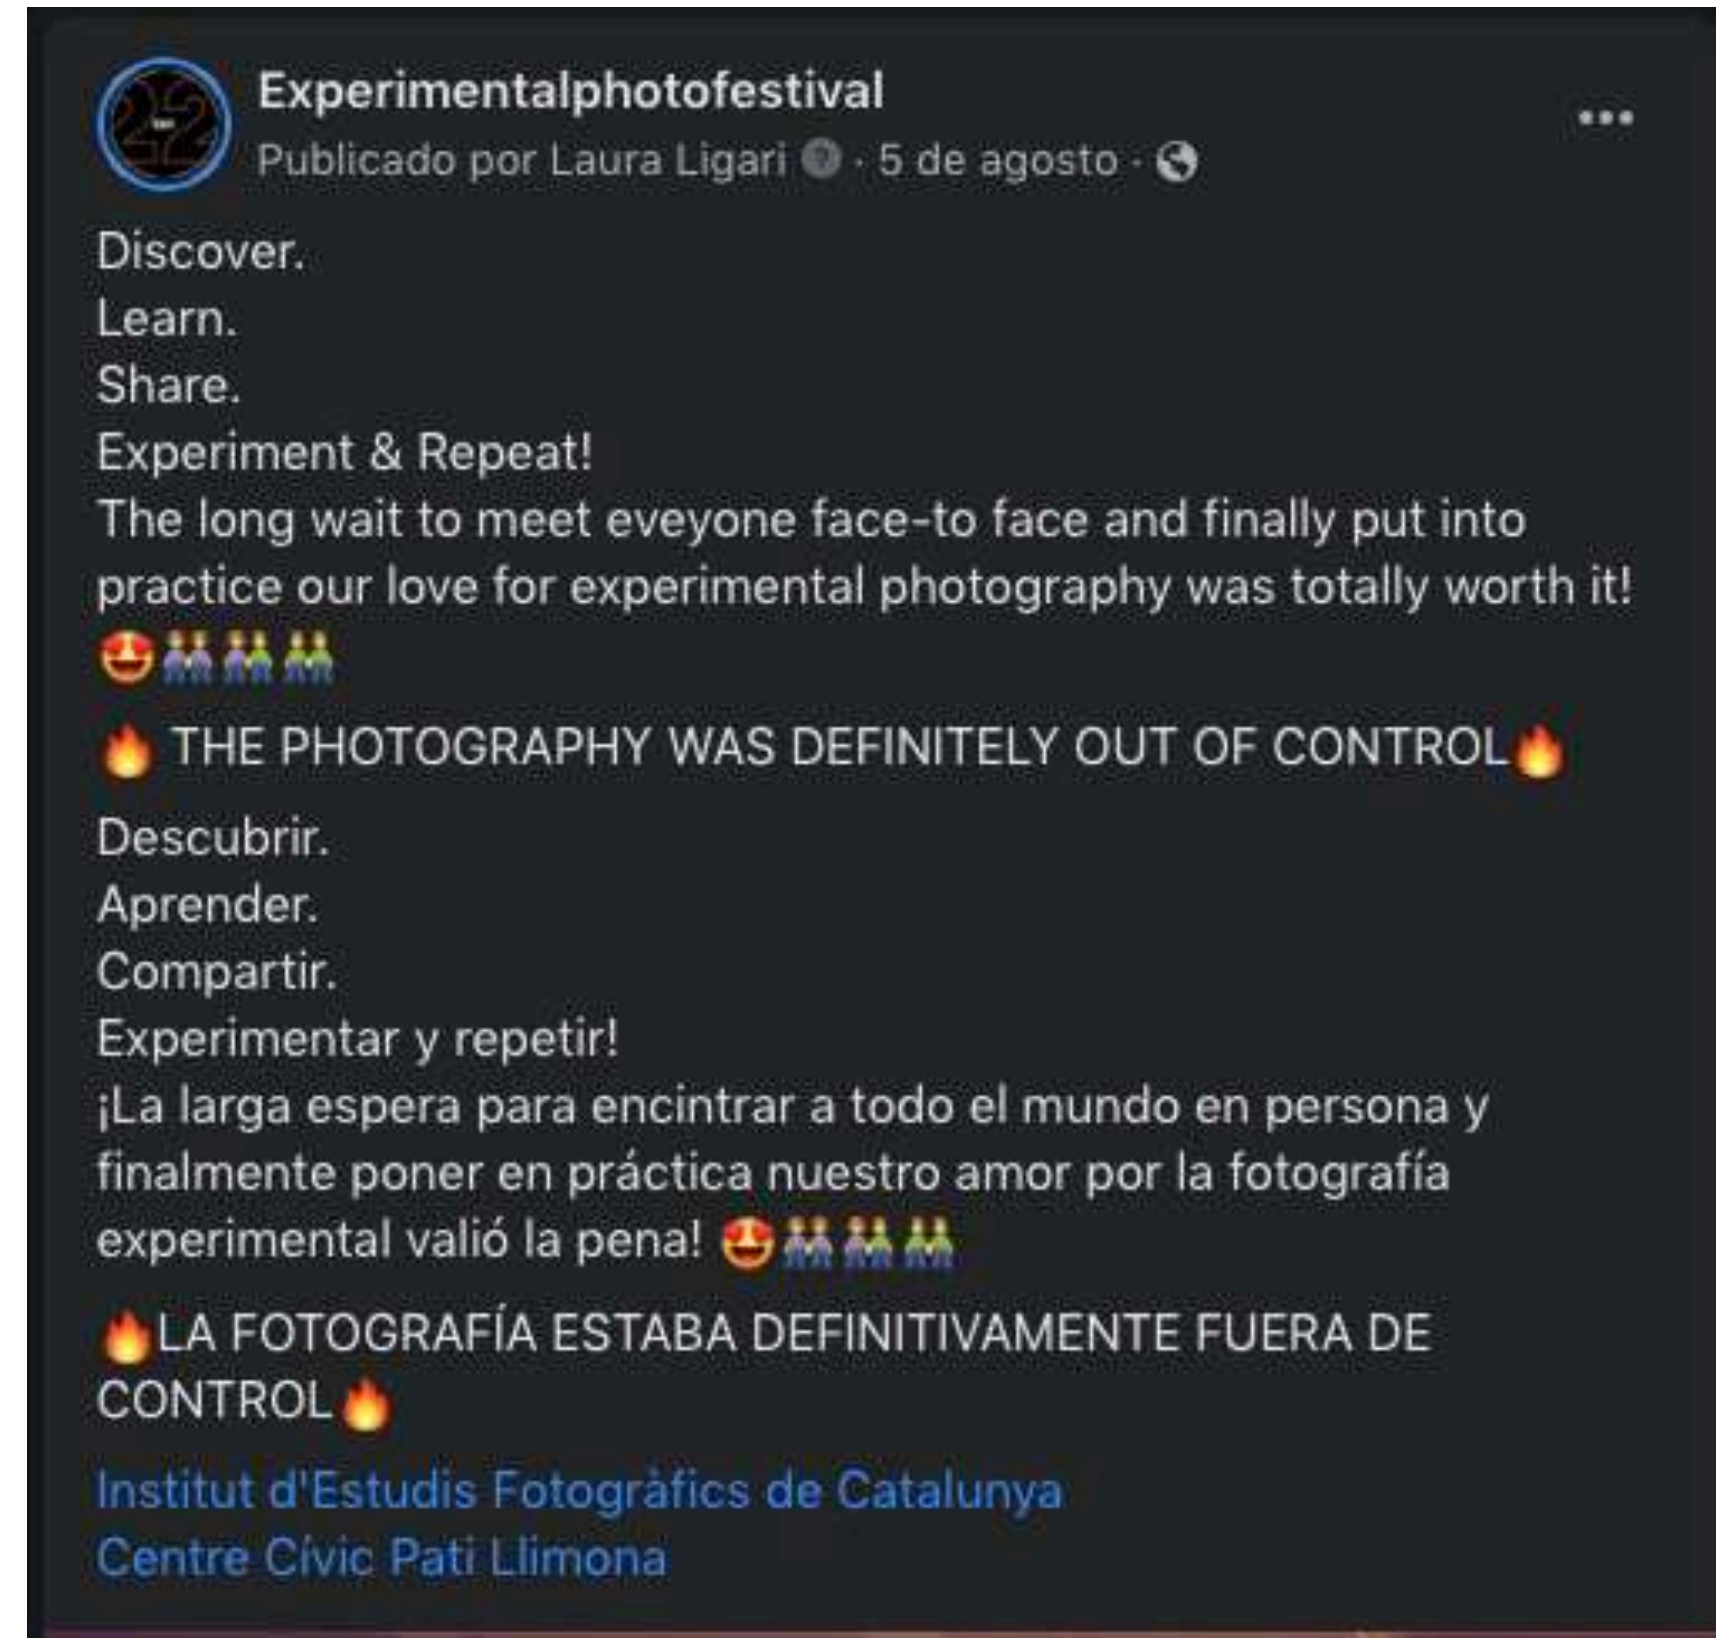 Experimentalphotofestival
Publicado por Laura Ligari · 5 de agosto ·
Discover.
Learn.
Share.
Experiment & Repeat!
The long wait to meet eveyone face-to face and finally put into
practice our love for experimental photography was totally worth it!
🤩👭👫👬
🔥 THE PHOTOGRAPHY WAS DEFINITELY OUT OF CONTROL🔥
Descubrir.
Aprender.
Compartir.
Experimentar y repetir!
¡La larga espera para encintrar a todo el mundo en persona y
finalmente poner en práctica nuestro amor por la fotografía
experimental valió la pena! 🤩👭👫👬
🔥LA FOTOGRAFÍA ESTABA DEFINITIVAMENTE FUERA DE
CONTROL🔥
Institut d'Estudis Fotogràfics de Catalunya
Centre Cívic Pati Llimona